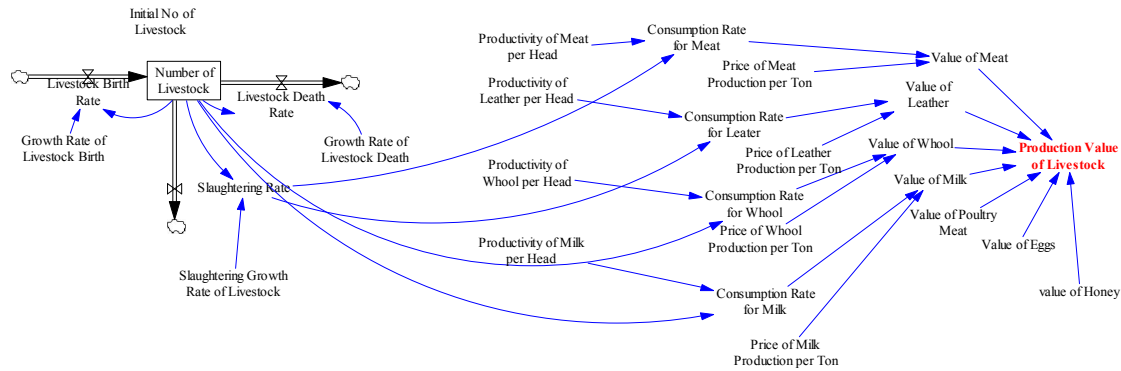 Initial No of
Livestock
Number of
Livestock
Livestock Birth
Rate
Livestock Death
Rate
Growth Rate of
Livestock Birth
Growth Rate of
Livestock Death
Slaughtering Rate
Slaughtering Growth
Rate of Livestock
Productivity of Meat
per Head
Productivity of
Leather per Head
Productivity of
Whool per Head
Productivity of Milk
per Head
Consumption Rate
for Meat
Price of Meat
Production per Ton
Consumption Rate
for Leater
Price of Leather
Production per Ton
Consumption Rate
for Whool
Price of Whool
Production per Ton
Consumption Rate
for Milk
Price of Milk
Production per Ton
Value of Meat
Value of
Leather
Value of Whool
Value of Milk
Value of Poultry
Meat
Value of Eggs
value of Honey
Production Value
of Livestock